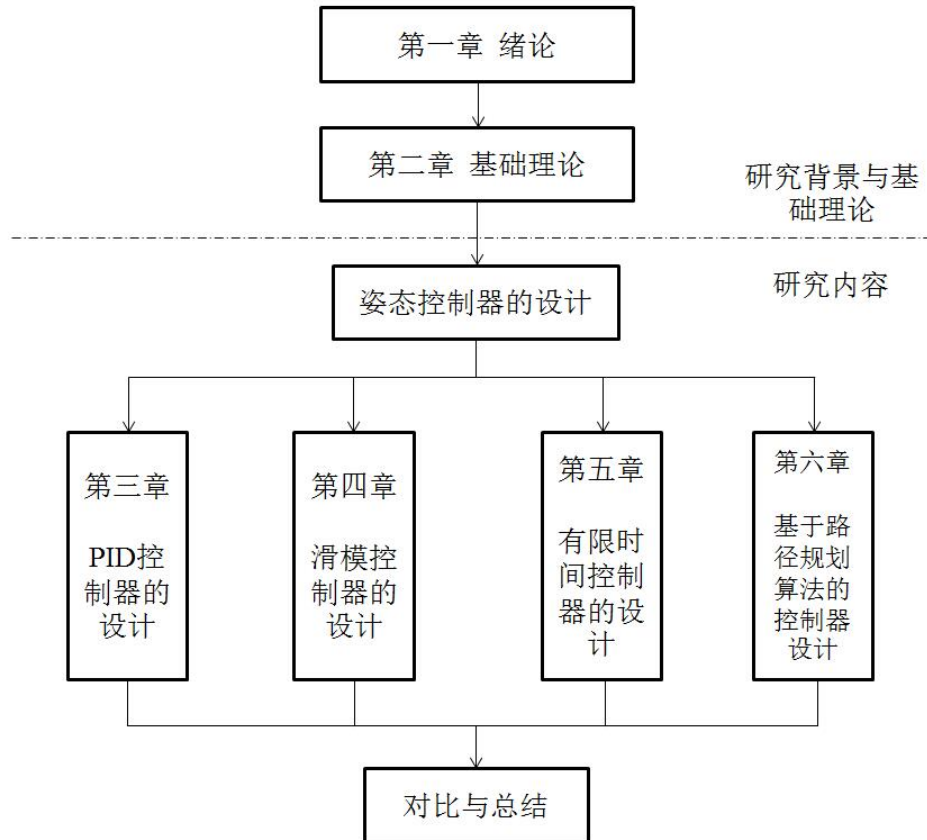 第一章 绪论
第二章 基础理论
研究背景与基
础理论
研究内容
姿态控制器的设计
第三章
PID控
制器的
设计
第四章
滑模控
制器的
设计
第五章
有限时
间控制
器的设
计
第六章
基于路
径规划
算法的
控制器
设计
对比与总结